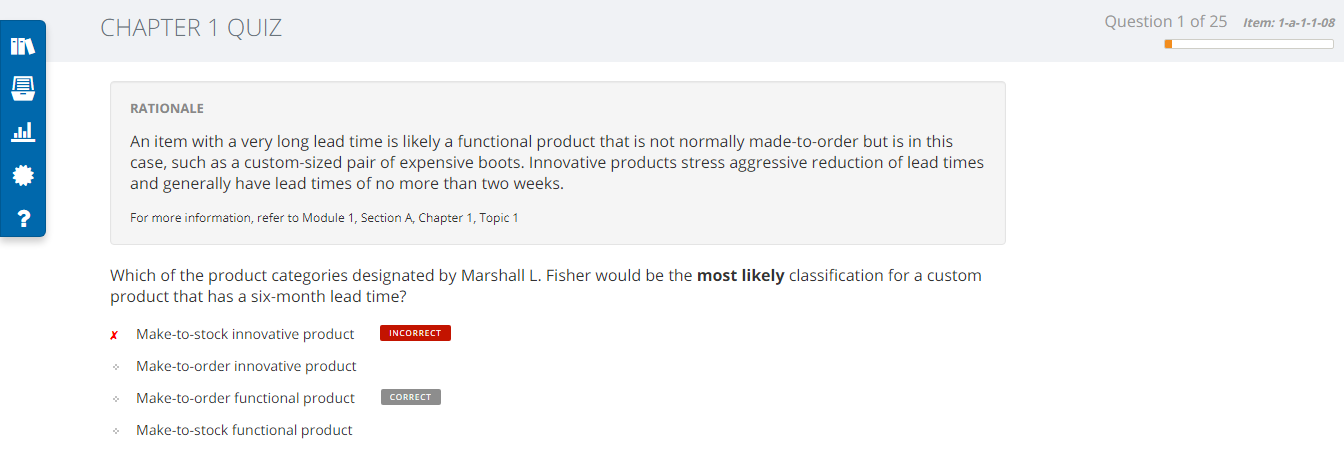 CHAPTER 1 QUIZ
Question 1 of 25 Item: 1-a-1-1-08
RATIONALE
An item with a very long lead time is likely a functional product that is not normally made-to-order but is in this
case, such as a custom-sized pair of expensive boots. Innovative products stress aggressive reduction of lead times
and generally have lead times of no more than two weeks.
For more information, refer to Module 1, Section A, Chapter 1, Topic 1
Which of the product categories designated by Marshall L. Fisher would be the most likely classification for a custom
product that has a six-month lead time?
✗ Make-to-stock innovative product INCORRECT
Make-to-order innovative product
Make-to-order functional product CORRECT
Make-to-stock functional product
?